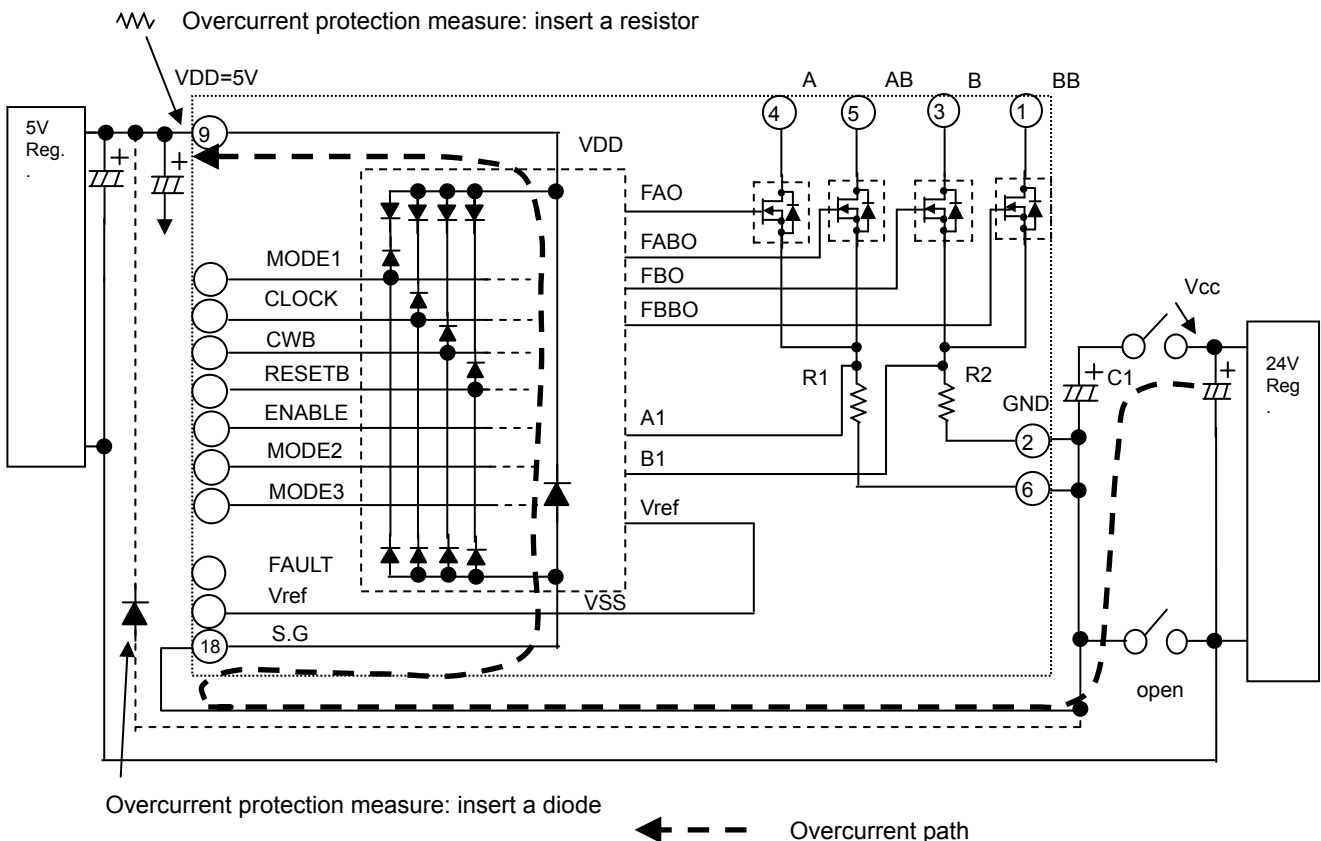 Overcurrent protection measure: insert a resistor
VDD=5V
A
AB
B
BB
4
5
3
1
5V
Reg.
.
9
VDD
FAO
FABO
FBO
FBBO
MODE1
CLOCK
CWB
RESETB
ENABLE
MODE2
MODE3
FAULT
Vref
S.G
18
VSS
A1
B1
Vref
R1
R2
GND
2
6
C1
Vcc
24V
Reg
.
+
+
+
+
open
Overcurrent protection measure: insert a diode
Overcurrent path